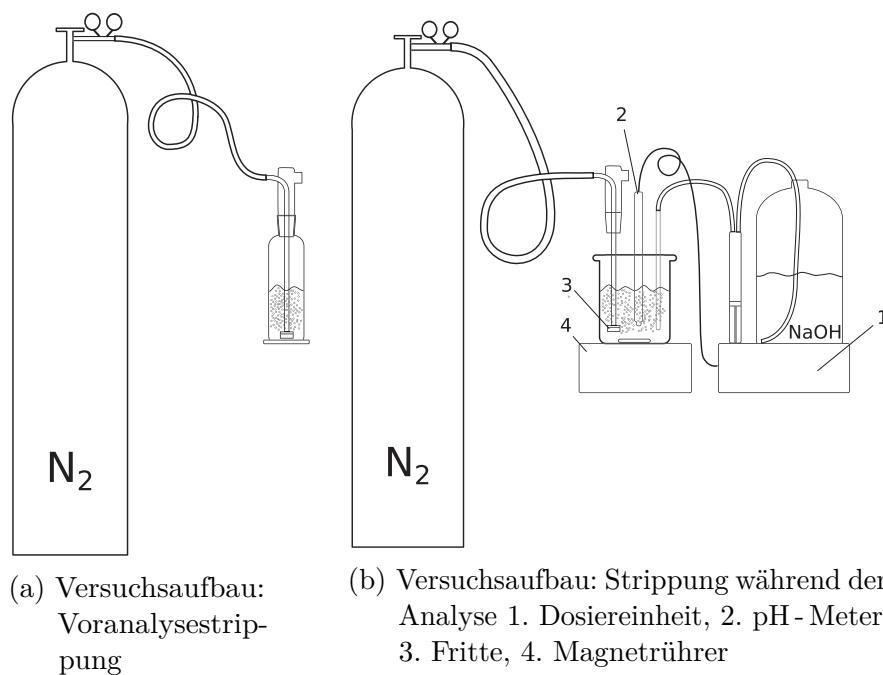 N₂
N₂
2
3
4
1
NaOH
(a) Versuchsaufbau:
Voranalysestrip-
pung
(b) Versuchsaufbau: Strippung während der
Analyse 1. Dosiereinheit, 2. pH - Meter
3. Fritte, 4. Magnetrührer